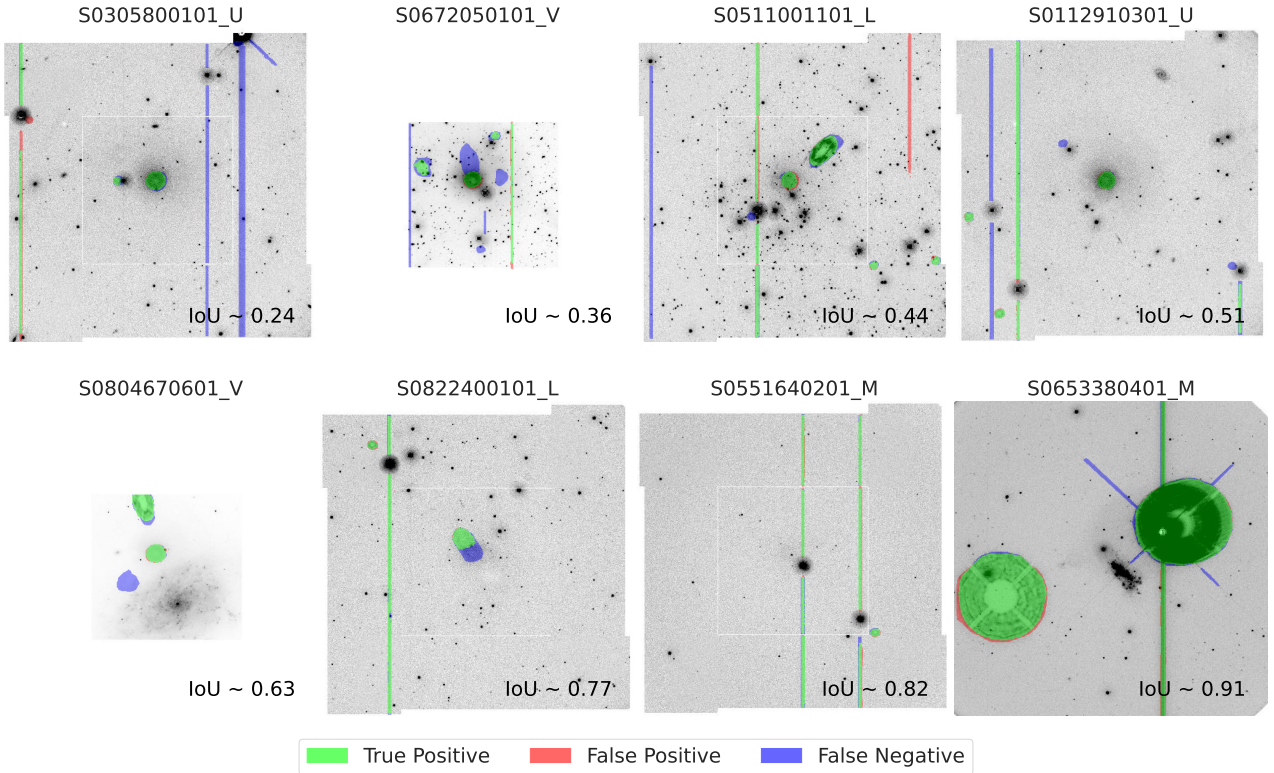 S0305800101_U
S0672050101_V
S0511001101_L
S0112910301_U
IoU ~ 0.24
IoU ~ 0.36
IoU ~ 0.44
IoU ~ 0.51
S0804670601_V
S0822400101_L
S0551640201_M
S0653380401_M
IoU ~ 0.63
IoU ~ 0.77
IoU ~ 0.82
IoU ~ 0.91
True Positive
False Positive
False Negative